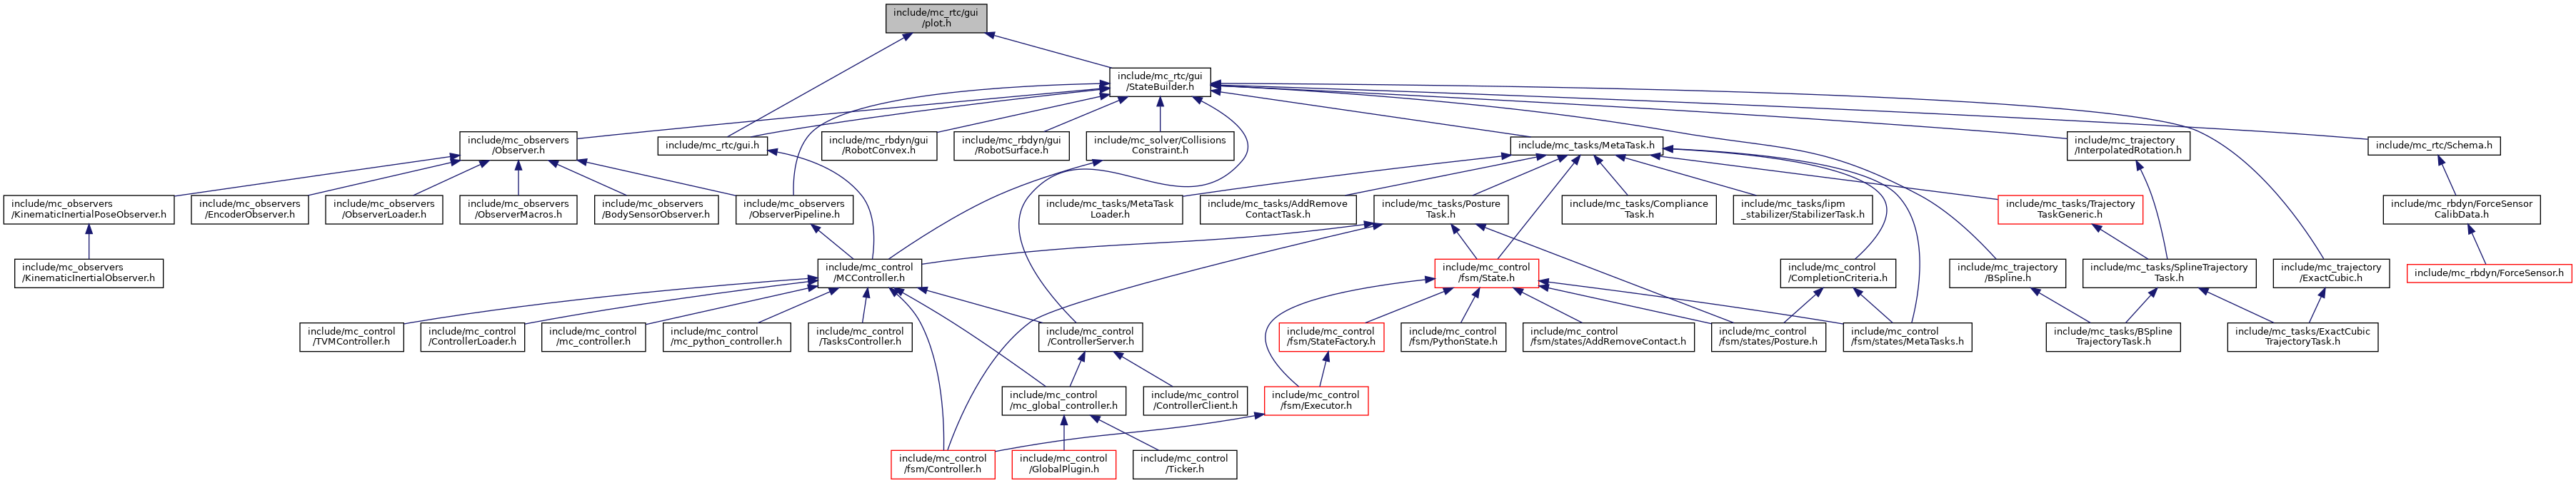 include/mc_rtc/gui
/plot.h
include/mc_rtc/gui
/StateBuilder.h
include/mc_observers
/Observer.h
include/mc_rtc/gui.h
include/mc_rbdyn/gui
/RobotConvex.h
include/mc_rbdyn/gui
/RobotSurface.h
include/mc_solver/Collisions
Constraint.h
include/mc_tasks/MetaTask.h
include/mc_trajectory
/InterpolatedRotation.h
include/mc_rtc/Schema.h
include/mc_observers
/KinematicInertialPoseObserver.h
include/mc_observers
/EncoderObserver.h
include/mc_observers
/ObserverLoader.h
include/mc_observers
/ObserverMacros.h
include/mc_observers
/BodySensorObserver.h
include/mc_observers
/ObserverPipeline.h
include/mc_tasks/MetaTask
Loader.h
include/mc_tasks/AddRemove
ContactTask.h
include/mc_tasks/Posture
Task.h
include/mc_tasks/Compliance
Task.h
include/mc_tasks/lipm
_stabilizer/StabilizerTask.h
include/mc_tasks/Trajectory
TaskGeneric.h
include/mc_rbdyn/ForceSensor
CalibData.h
include/mc_observers
/KinematicInertialObserver.h
include/mc_control
/MCController.h
include/mc_control
/fsm/State.h
include/mc_control
/CompletionCriteria.h
include/mc_trajectory
/BSpline.h
include/mc_tasks/SplineTrajectory
Task.h
include/mc_trajectory
/ExactCubic.h
include/mc_rbdyn/ForceSensor.h
include/mc_control
/TVMController.h
include/mc_control
/ControllerLoader.h
include/mc_control
/mc_controller.h
include/mc_control
/mc_python_controller.h
include/mc_control
/TasksController.h
include/mc_control
/ControllerServer.h
include/mc_control
/fsm/StateFactory.h
include/mc_control
/fsm/PythonState.h
include/mc_control
/fsm/states/AddRemoveContact.h
include/mc_control
/fsm/states/Posture.h
include/mc_control
/fsm/states/MetaTasks.h
include/mc_tasks/BSpline
TrajectoryTask.h
include/mc_tasks/ExactCubic
TrajectoryTask.h
include/mc_control
/mc_global_controller.h
include/mc_control
/ControllerClient.h
include/mc_control
/fsm/Executor.h
include/mc_control
/fsm/Controller.h
include/mc_control
/GlobalPlugin.h
include/mc_control
/Ticker.h